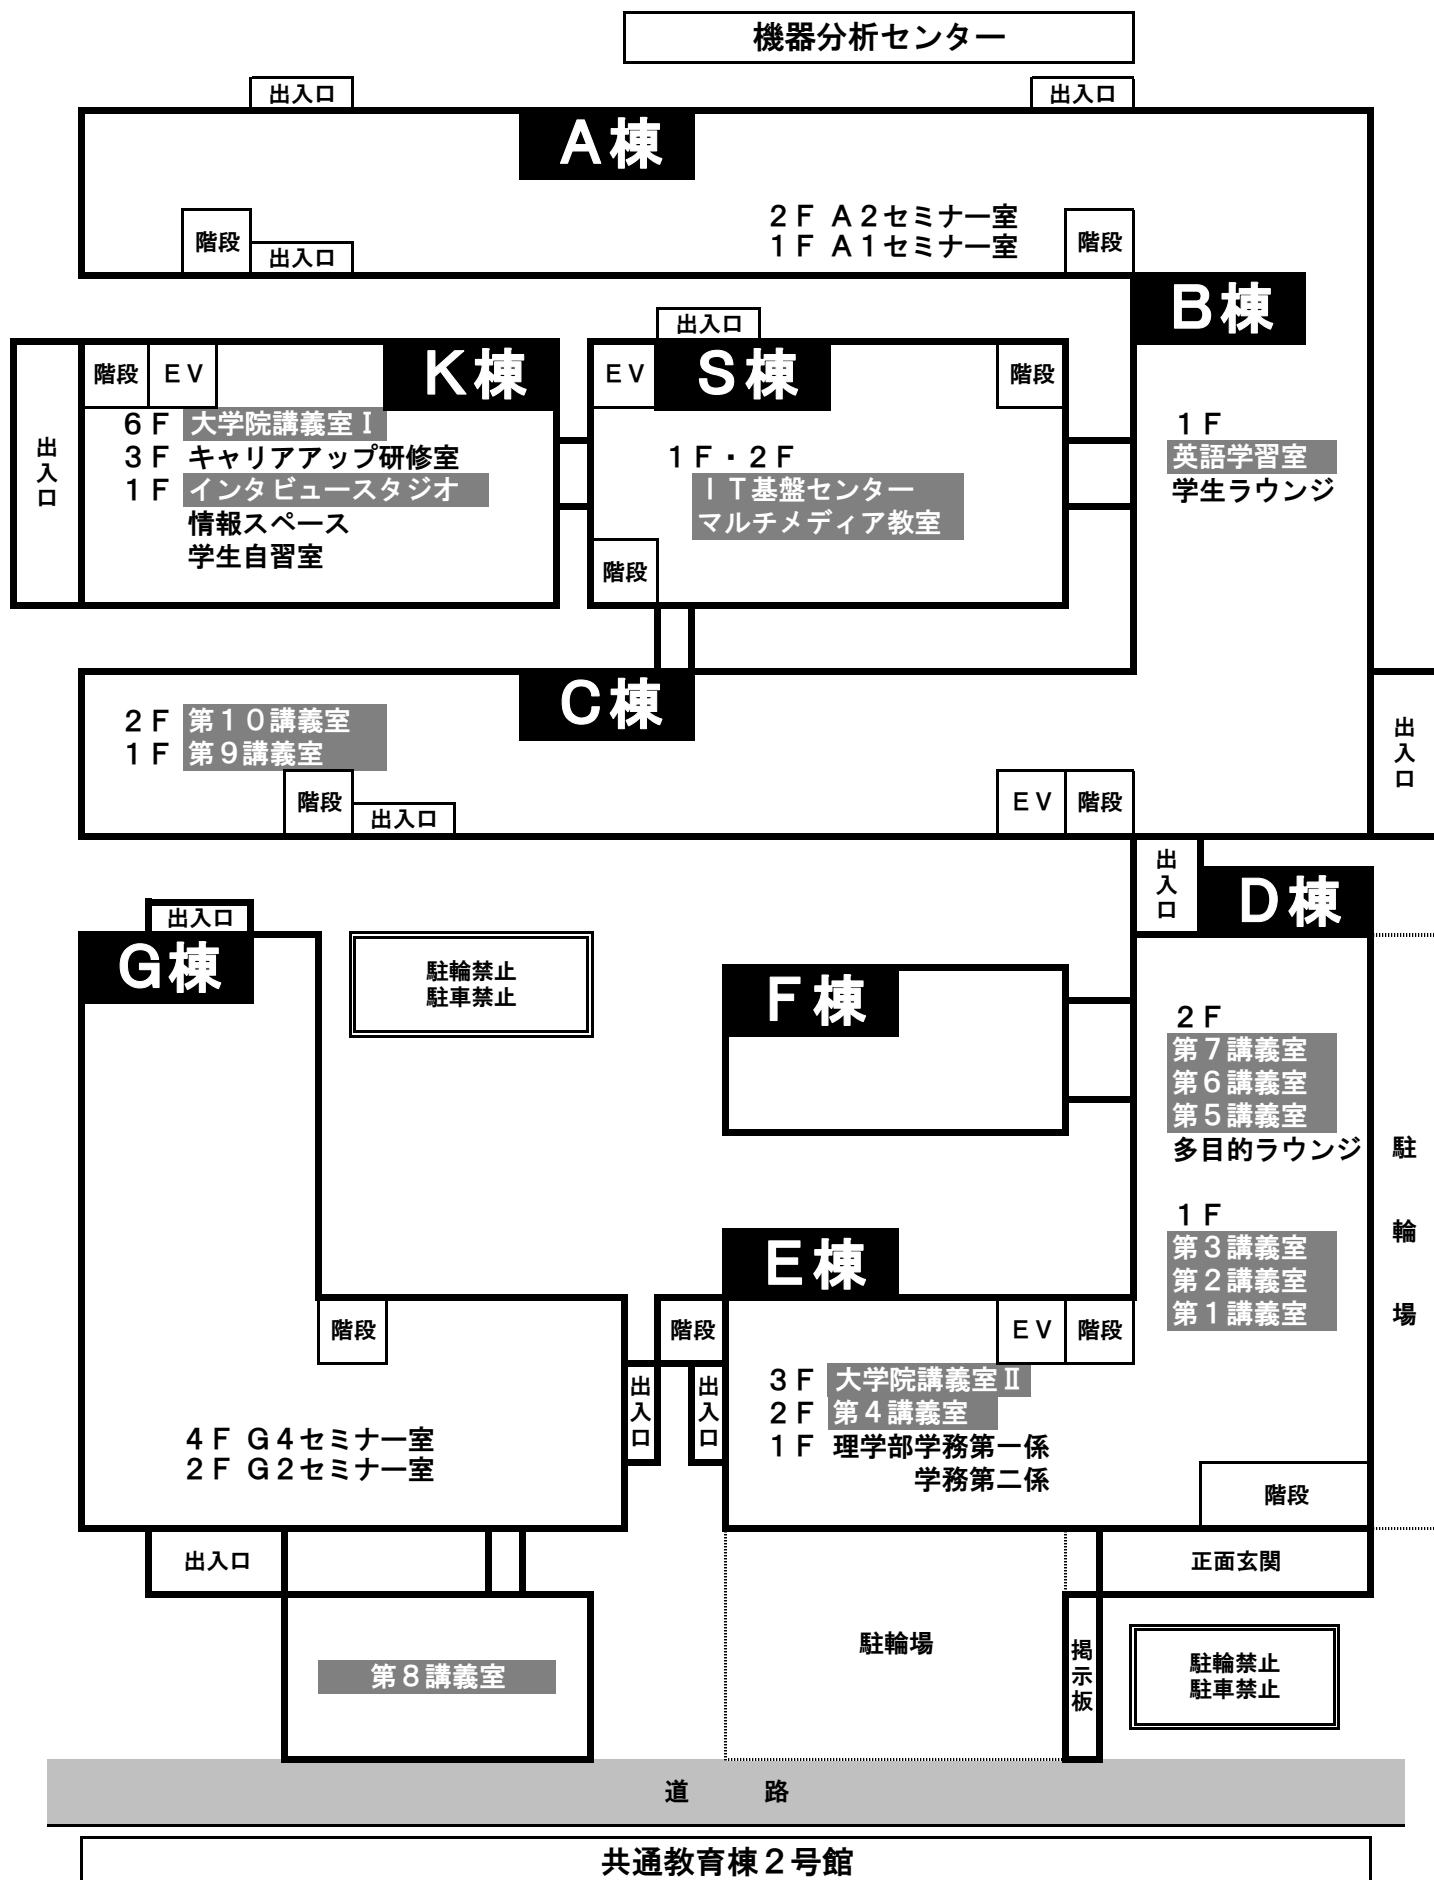 機器分析センター
出入口
出入口
A棟
2F A2セミナー室
1F A1セミナー室
階段
出入口
階段
B棟
出入口
階段
EV
K棟
EV
S棟
階段
出入口
6F 大学院講義室Ⅰ
3F キャリアアップ研修室
1F インタビュースタジオ
情報スペース
学生自習室
1F・2F
IT基盤センター
マルチメディア教室
階段
1F
英語学習室
学生ラウンジ
C棟
2F 第10講義室
1F 第9講義室
階段
出入口
EV
階段
出入口
出入口
D棟
出入口
G棟
駐輪禁止
駐車禁止
F棟
2F
第7講義室
第6講義室
第5講義室
多目的ラウンジ
1F
第3講義室
第2講義室
第1講義室
駐輪場
E棟
階段
階段
EV
階段
出入口
出入口
3F 大学院講義室Ⅱ
2F 第4講義室
1F 理学部学務第一係
学務第二係
4F G4セミナー室
2F G2セミナー室
階段
出入口
正面玄関
駐輪場
掲示板
駐輪禁止
駐車禁止
第8講義室
道 路
共通教育棟2号館